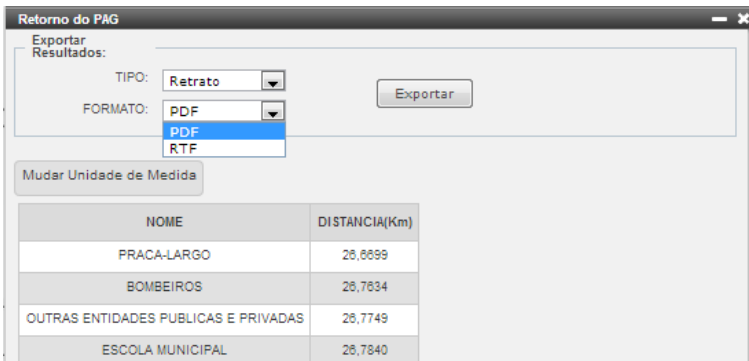 Retorno do PAG
Exportar
Resultados:
TIPO: Retrato
Exportar
FORMATO: PDF
PDF
RTF
Mudar Unidade de Medida
NOME DISTANCIA(Km)
PRACA-LARGO 26,6699
BOMBEIROS 26,7634
OUTRAS ENTIDADES PUBLICAS E PRIVADAS 26,7749
ESCOLA MUNICIPAL 26,7840